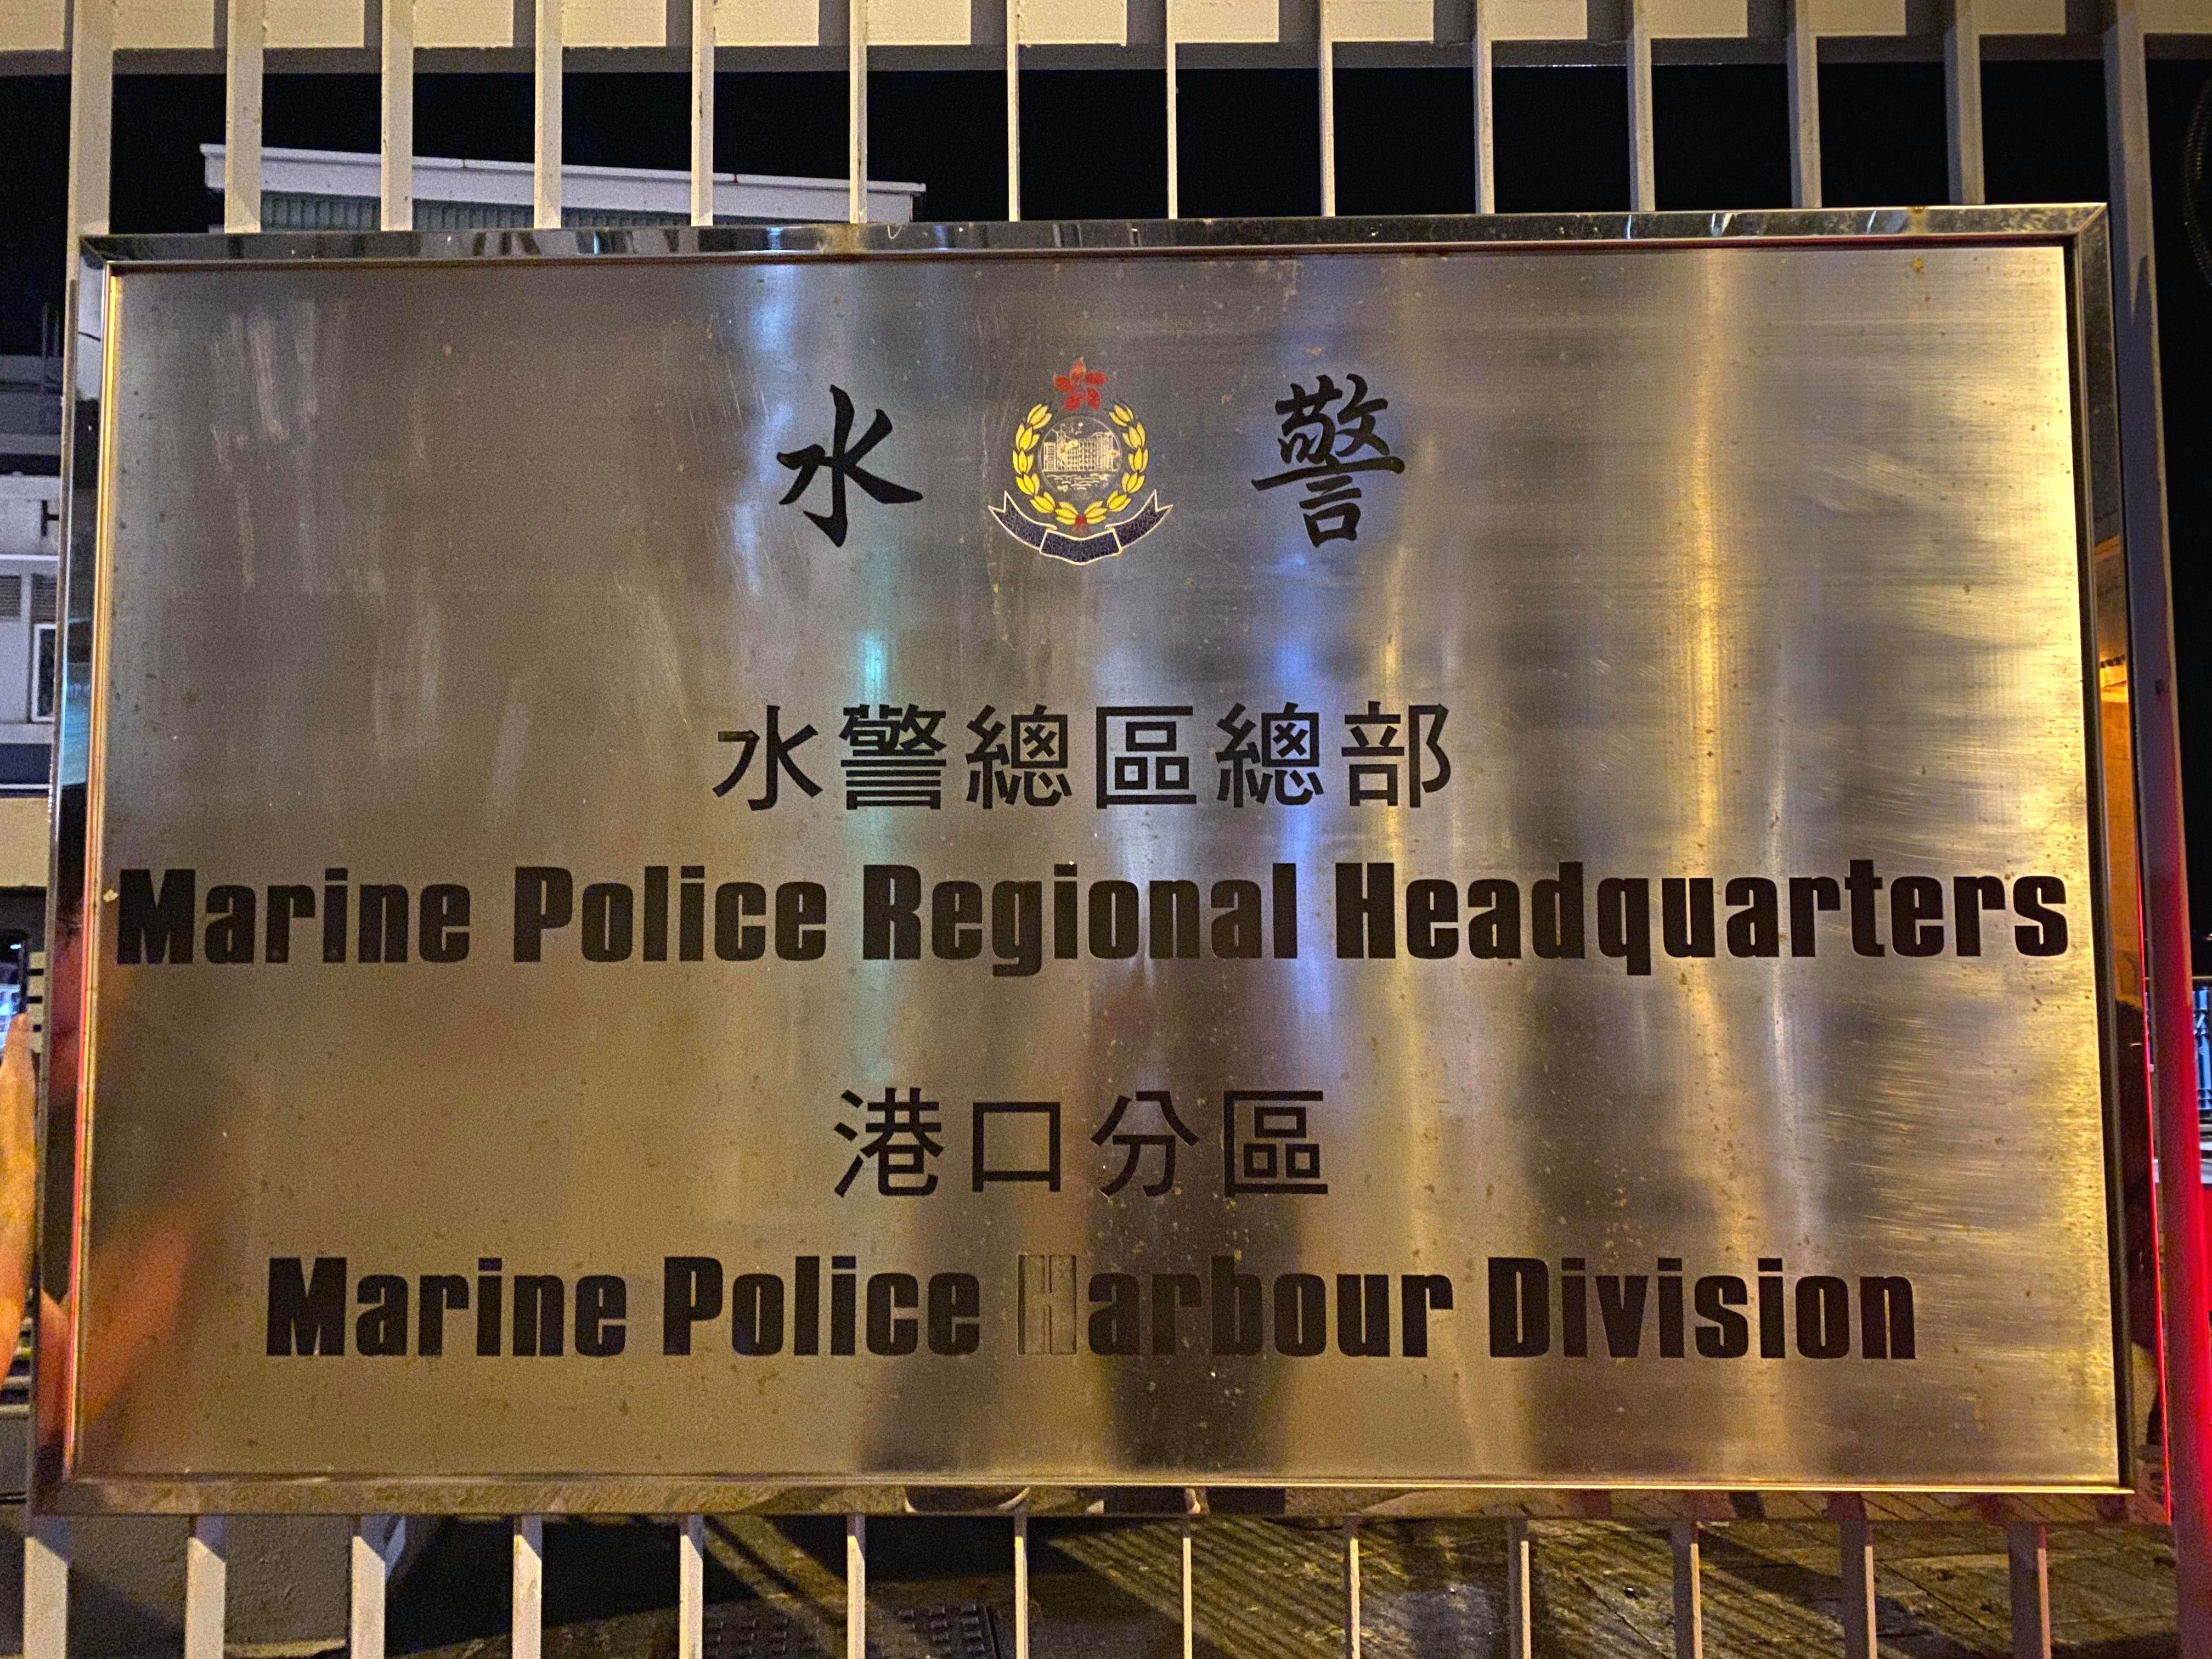 水 警
水警總區總部
Marine Police Regional Headquarters
港口分區
Marine Police Harbour Division